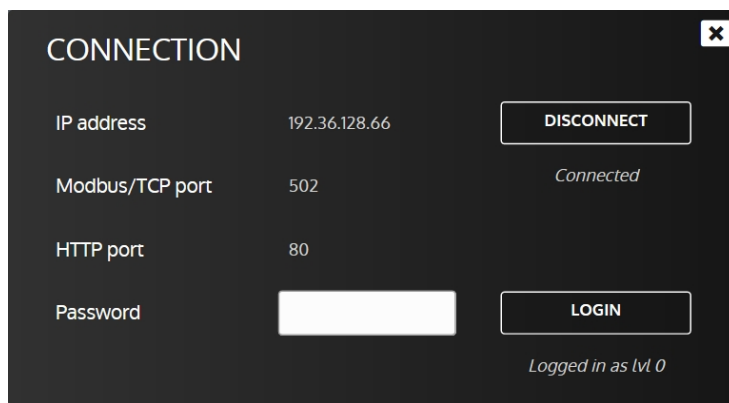 CONNECTION
IP address 192.36.128.66 DISCONNECT
Connected
Modbus/TCP port 502
HTTP port 80
Password LOGIN
Logged in as lvl 0